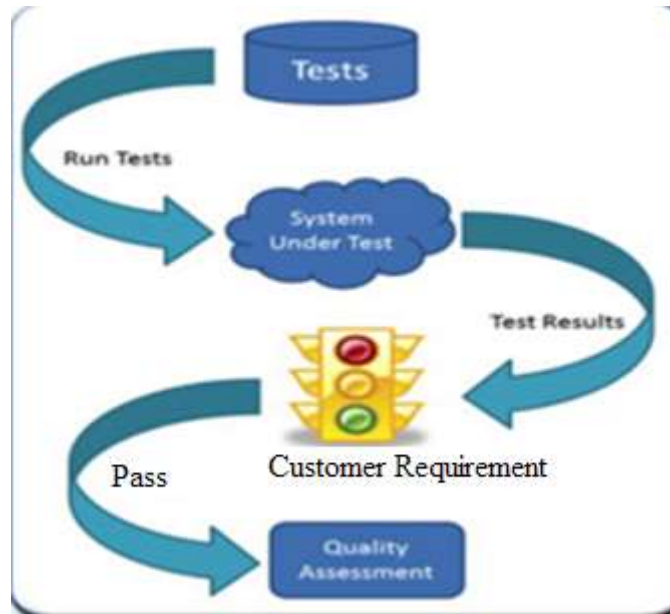 Tests
Run Tests
System
Under Test
Test Results
Customer Requirement
Pass
Quality
Assessment